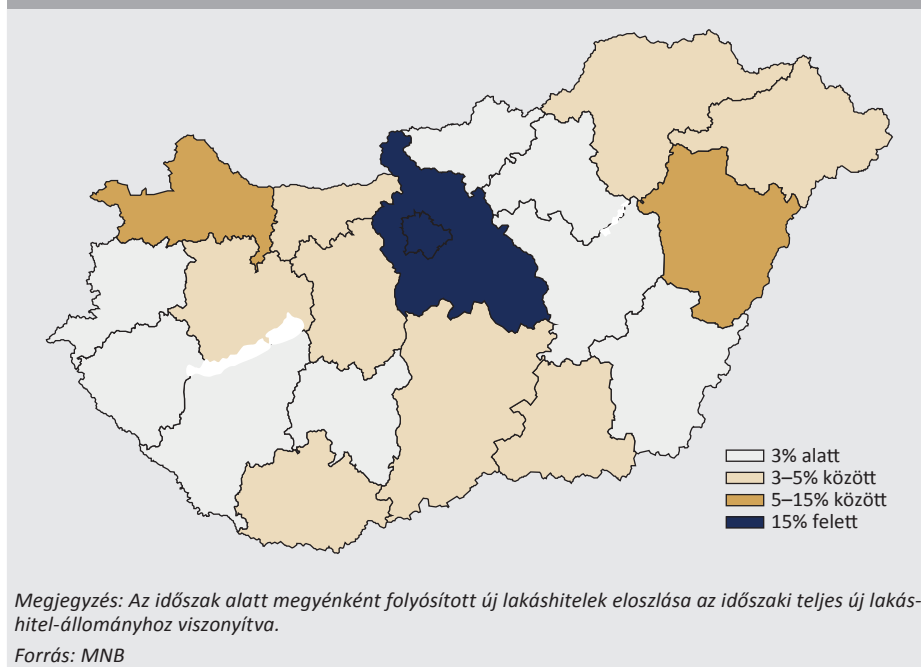 3% alatt
3–5% között
5–15% között
15% felett
Megjegyzés: Az időszak alatt megyénként folyósított új lakáshitelek eloszlása az időszaki teljes új lakás-
hitel-állományhoz viszonyítva.
Forrás: MNB